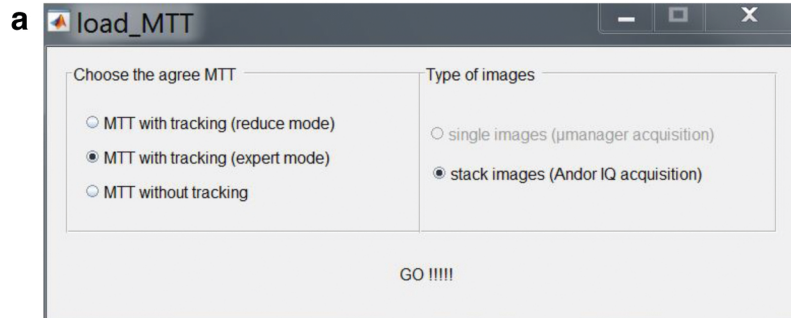 a
load_MTT
Choose the agree MTT
MTT with tracking (reduce mode)
MTT with tracking (expert mode)
MTT without tracking
Type of images
single images (µmanager acquisition)
stack images (Andor IQ acquisition)
GO !!!!!